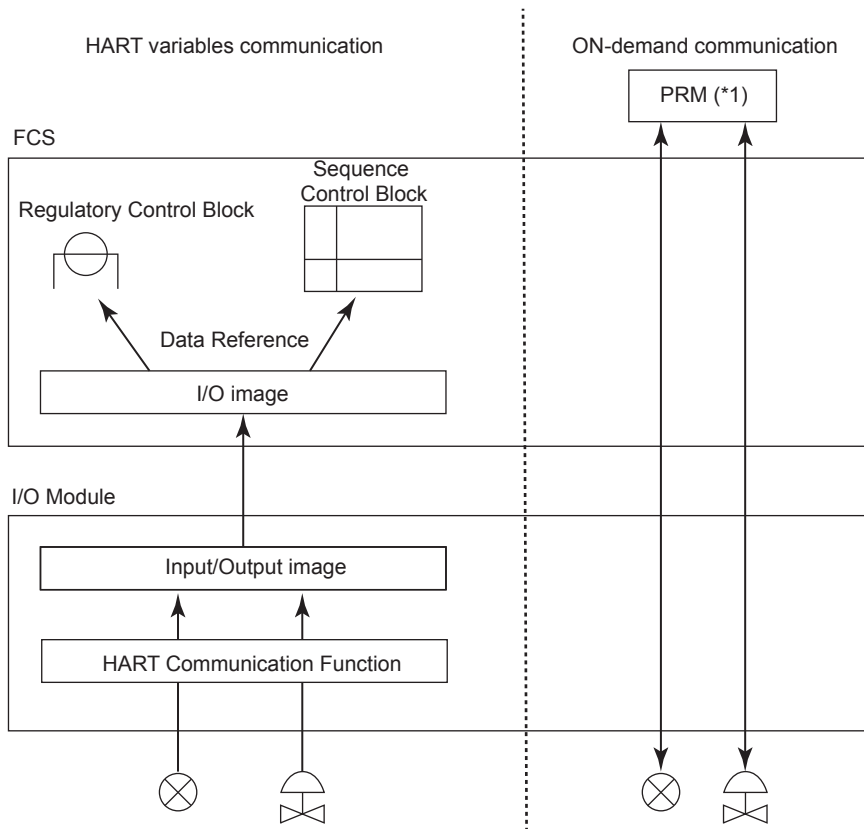 HART variables communication
ON-demand communication
PRM (*1)
FCS
Sequence
Control Block
Regulatory Control Block
Data Reference
I/O image
I/O Module
Input/Output image
HART Communication Function